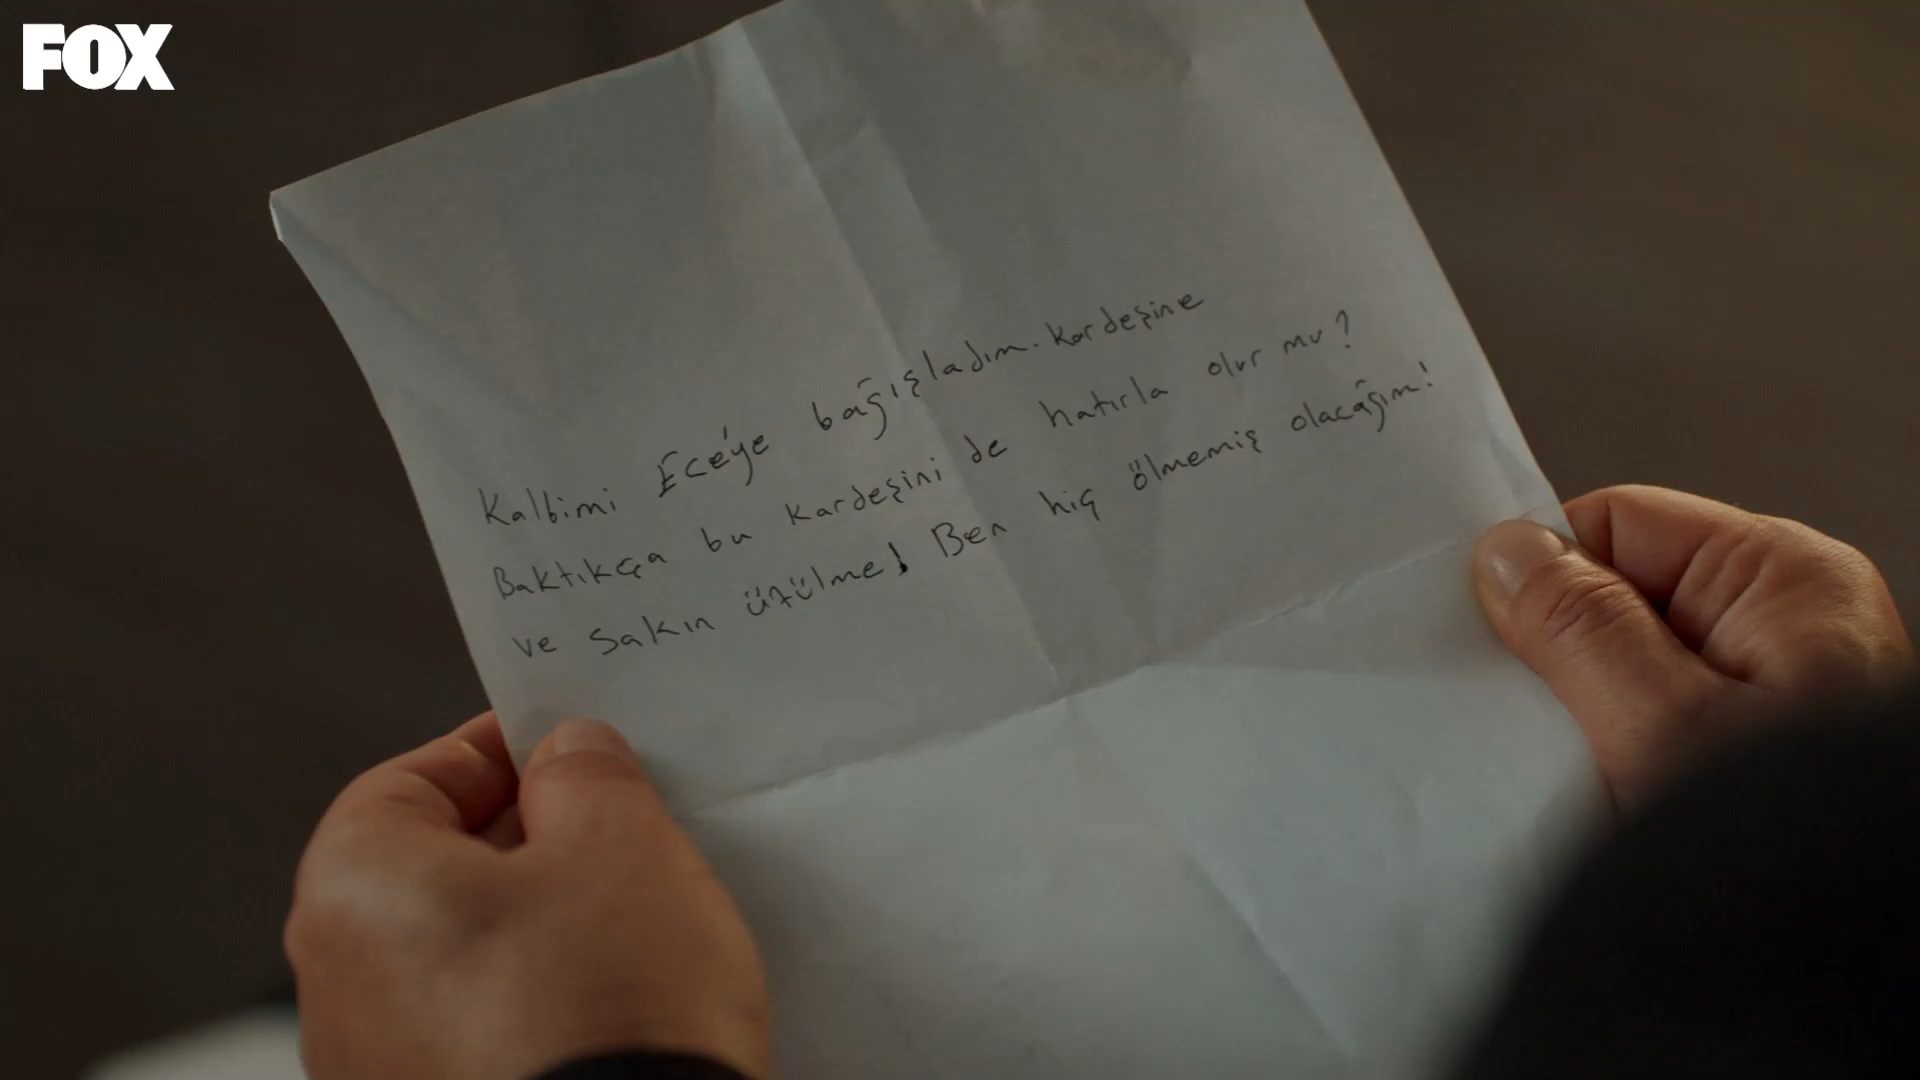 FOX
Kalbimi Ece'ye bağışladım. Kardeşine
Baktıkça bu kardeşini de hatırla olur mu?
ve sakın üzülme! Ben hiç ölmemiş olacağım!